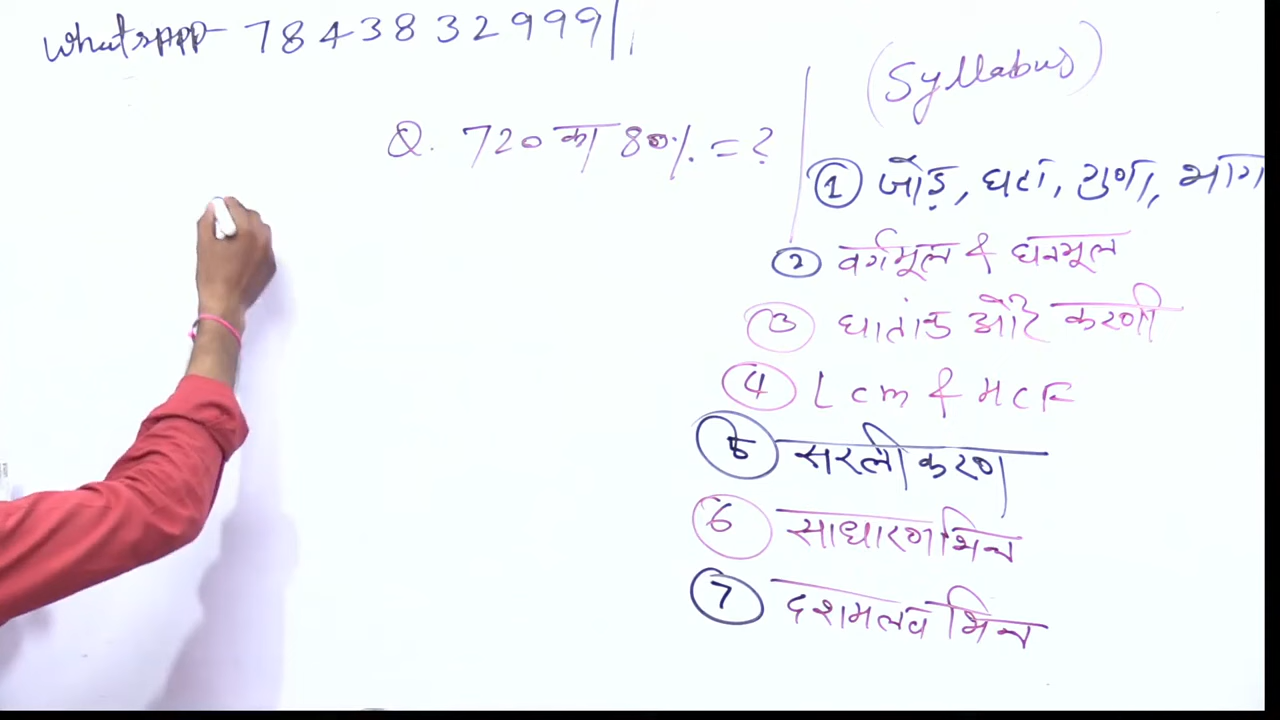 Whatsapp - 7843832999
Q. 720 का 80% = ?
(Syllabus)
① जोड़, घटा, गुणा, भाग
② वर्गमूल & घनमूल
③ घातांक और करणी
④ Lcm & HCF
⑤ सरलीकरण
⑥ साधारण भिन्न
⑦ दशमलव भिन्न